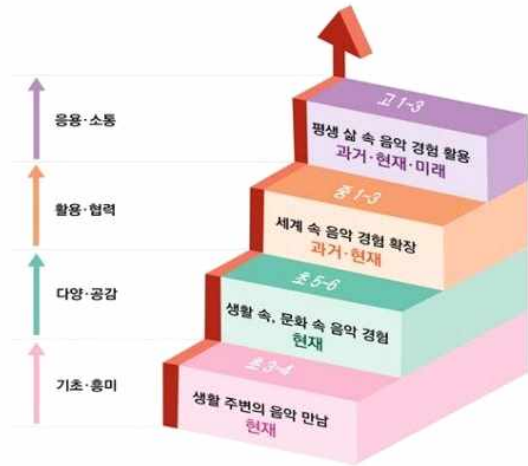 고 1-3
응용·소통
평생 삶 속 음악 경험 활용
과거·현재·미래
중 1-3
활용·협력
세계 속 음악 경험 확장
과거·현재
초 5-6
다양·공감
생활 속, 문화 속 음악 경험
현재
초 3-4
기초·흥미
생활 주변의 음악 만남
현재